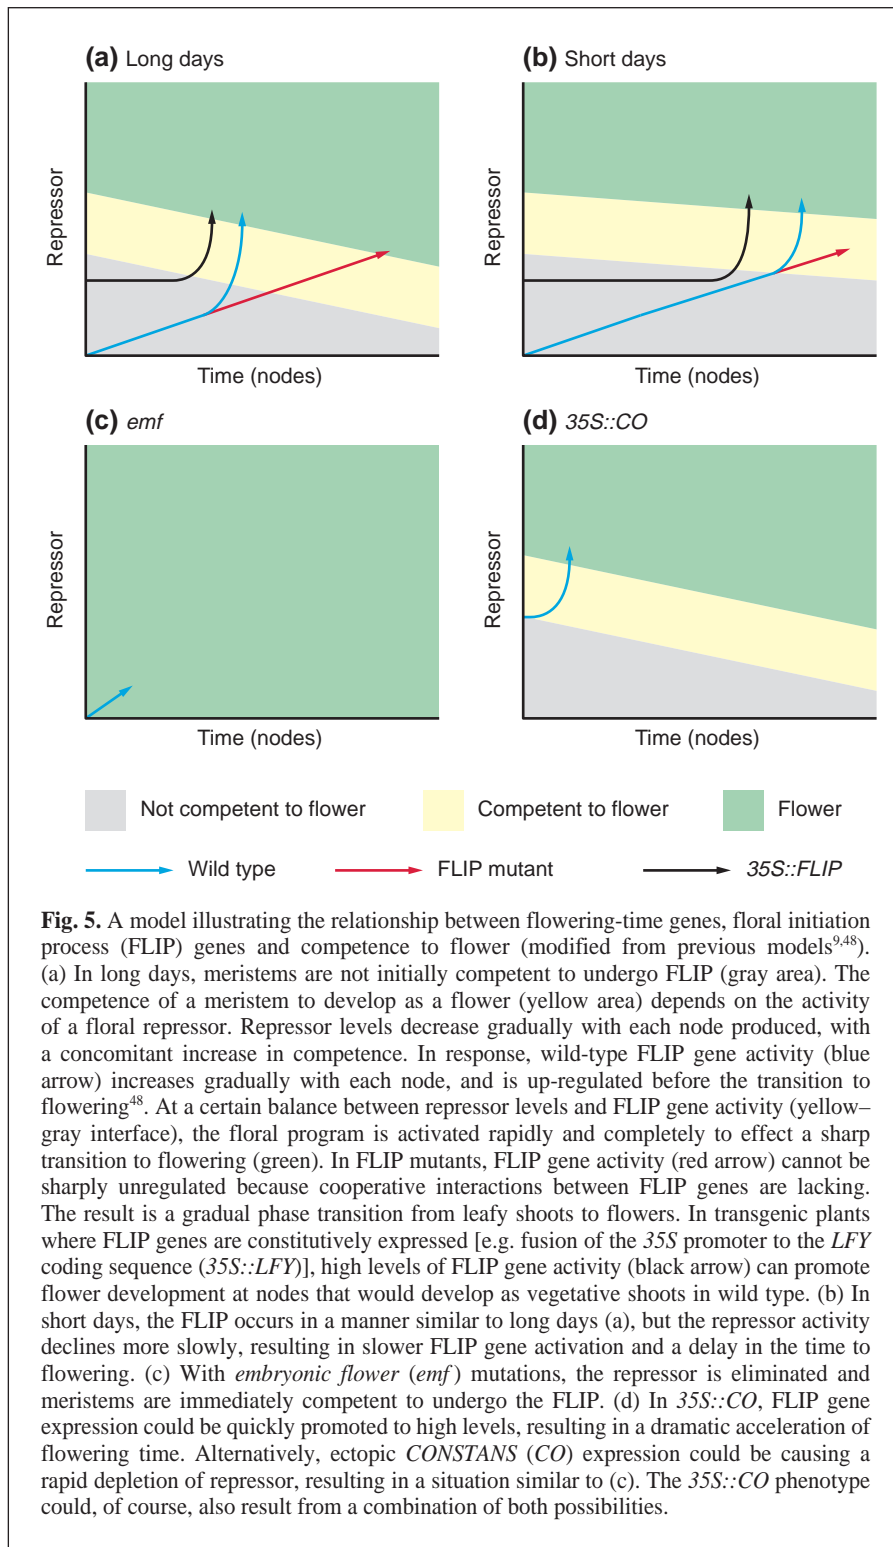 (a) Long days
(b) Short days
Repressor
Repressor
Time (nodes)
Time (nodes)
(c) emf
(d) 35S::CO
Repressor
Repressor
Time (nodes)
Time (nodes)
Not competent to flower
Competent to flower
Flower
Wild type
FLIP mutant
35S::FLIP
Fig. 5. A model illustrating the relationship between flowering-time genes, floral initiation
process (FLIP) genes and competence to flower (modified from previous models9,48).
(a) In long days, meristems are not initially competent to undergo FLIP (gray area). The
competence of a meristem to develop as a flower (yellow area) depends on the activity
of a floral repressor. Repressor levels decrease gradually with each node produced, with
a concomitant increase in competence. In response, wild-type FLIP gene activity (blue
arrow) increases gradually with each node, and is up-regulated before the transition to
flowering48. At a certain balance between repressor levels and FLIP gene activity (yellow–
gray interface), the floral program is activated rapidly and completely to effect a sharp
transition to flowering (green). In FLIP mutants, FLIP gene activity (red arrow) cannot be
sharply unregulated because cooperative interactions between FLIP genes are lacking.
The result is a gradual phase transition from leafy shoots to flowers. In transgenic plants
where FLIP genes are constitutively expressed [e.g. fusion of the 35S promoter to the LFY
coding sequence (35S::LFY)], high levels of FLIP gene activity (black arrow) can promote
flower development at nodes that would develop as vegetative shoots in wild type. (b) In
short days, the FLIP occurs in a manner similar to long days (a), but the repressor activity
declines more slowly, resulting in slower FLIP gene activation and a delay in the time to
flowering. (c) With embryonic flower (emf) mutations, the repressor is eliminated and
meristems are immediately competent to undergo the FLIP. (d) In 35S::CO, FLIP gene
expression could be quickly promoted to high levels, resulting in a dramatic acceleration of
flowering time. Alternatively, ectopic CONSTANS (CO) expression could be causing a
rapid depletion of repressor, resulting in a situation similar to (c). The 35S::CO phenotype
could, of course, also result from a combination of both possibilities.